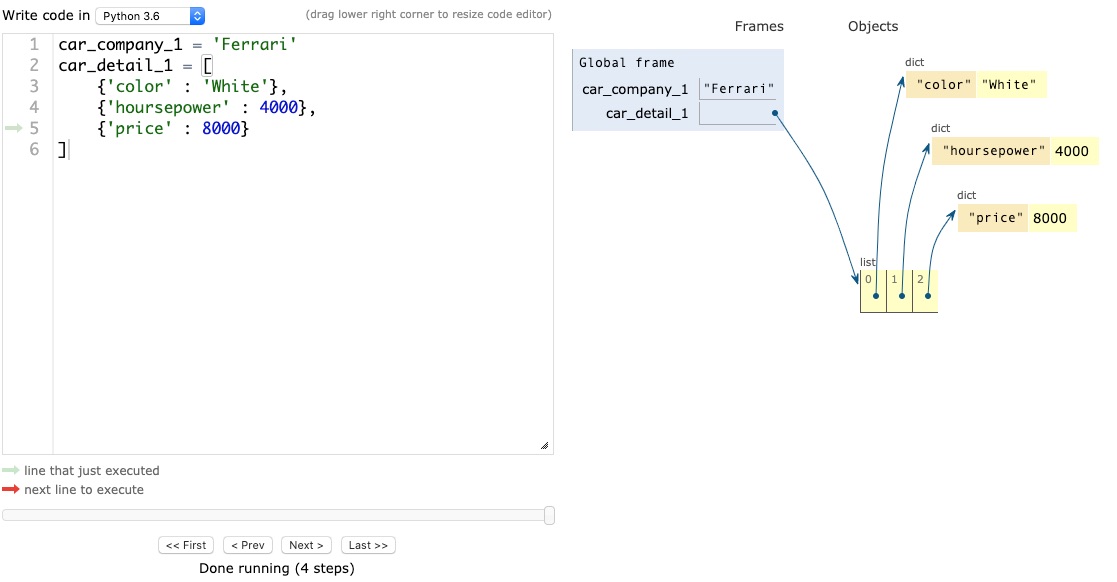 Write code in Python 3.6 (drag lower right corner to resize code editor)
1 car_company_1 = 'Ferrari'
2 car_detail_1 = [
3     {'color' : 'White'},
4     {'hoursepower' : 4000},
5     {'price' : 8000}
6 ]
line that just executed
next line to execute
<< First < Prev Next > Last >>
Done running (4 steps)
Frames Objects
Global frame
car_company_1 "Ferrari"
car_detail_1
dict
"color" "White"
dict
"hoursepower" 4000
dict
"price" 8000
list
0 1 2